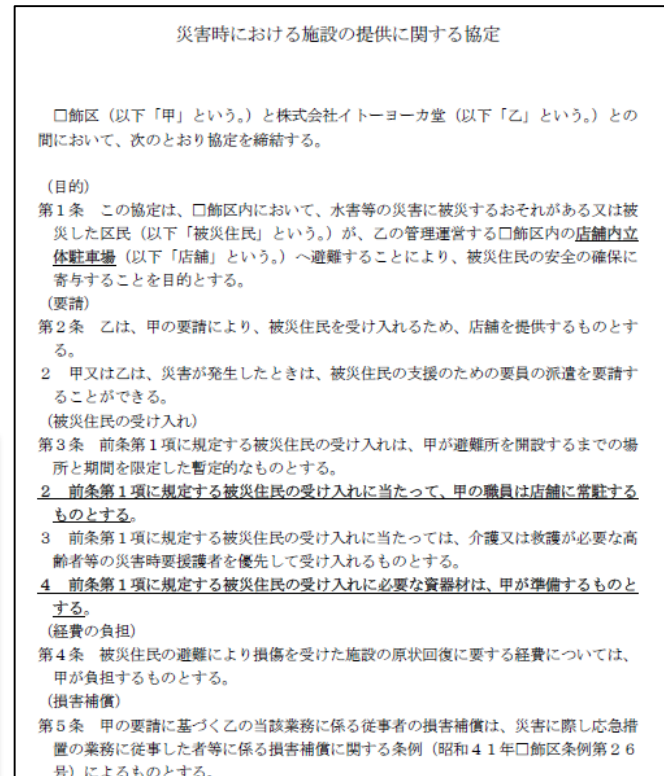 災害時における施設の提供に関する協定
□飾区（以下「甲」という。）と株式会社イトーヨーカ堂（以下「乙」という。）との
間において、次のとおり協定を締結する。
（目的）
第１条　この協定は、□飾区内において、水害等の災害に被災するおそれがある又は被
災した区民（以下「被災住民」という。）が、乙の管理運営する□飾区内の店舗内立
体駐車場（以下「店舗」という。）へ避難することにより、被災住民の安全の確保に
寄与することを目的とする。
（要請）
第２条　乙は、甲の要請により、被災住民を受け入れるため、店舗を提供するものとす
る。
２　甲又は乙は、災害が発生したときは、被災住民の支援のための要員の派遣を要請す
ることができる。
（被災住民の受け入れ）
第３条　前条第１項に規定する被災住民の受け入れは、甲が避難所を開設するまでの場
所と期間を限定した暫定的なものとする。
２　前条第１項に規定する被災住民の受け入れに当たって、甲の職員は店舗に常駐する
ものとする。
３　前条第１項に規定する被災住民の受け入れに当たっては、介護又は救護が必要な高
齢者等の災害時要援護者を優先して受け入れるものとする。
４　前条第１項に規定する被災住民の受け入れに必要な資器材は、甲が準備するものと
する。
（経費の負担）
第４条　被災住民の避難により損傷を受けた施設の原状回復に要する経費については、
甲が負担するものとする。
（損害補償）
第５条　甲の要請に基づく乙の当該業務に係る従事者の損害補償は、災害に際し応急措
置の業務に従事した者等に係る損害補償に関する条例（昭和４１年□飾区条例第２６
号）によるものとする。